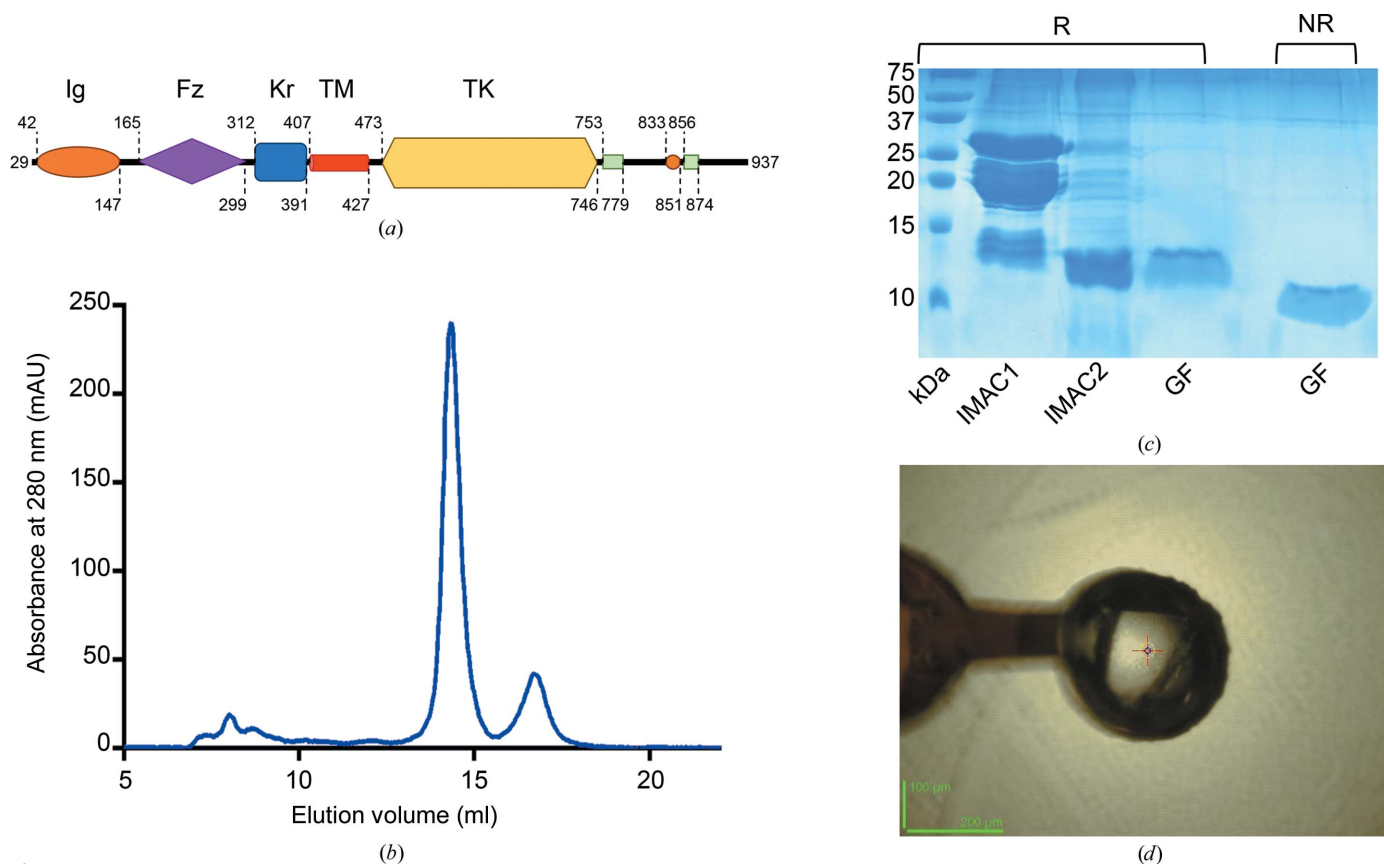 Ig Fz Kr TM TK
42 165 312 407 473 753 833 856
29 937
147 299 391 427 746 779 851 874
(a)
250
200
150
100
50
0
5 10 15 20
Absorbance at 280 nm (mAU)
Elution volume (ml)
(b)
R NR
75
50
37
25
20
15
10
kDa IMAC1 IMAC2 GF GF
(c)
100 µm
200 µm
(d)